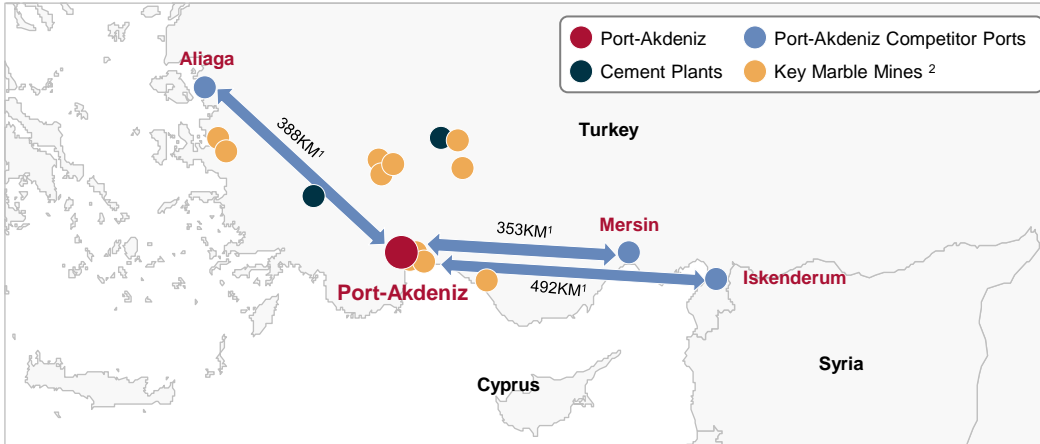 Port-Akdeniz
Port-Akdeniz Competitor Ports
Cement Plants
Key Marble Mines 2
Aliaga
388KM1
Turkey
Mersin
353KM1
Iskenderum
492KM1
Port-Akdeniz
Syria
Cyprus